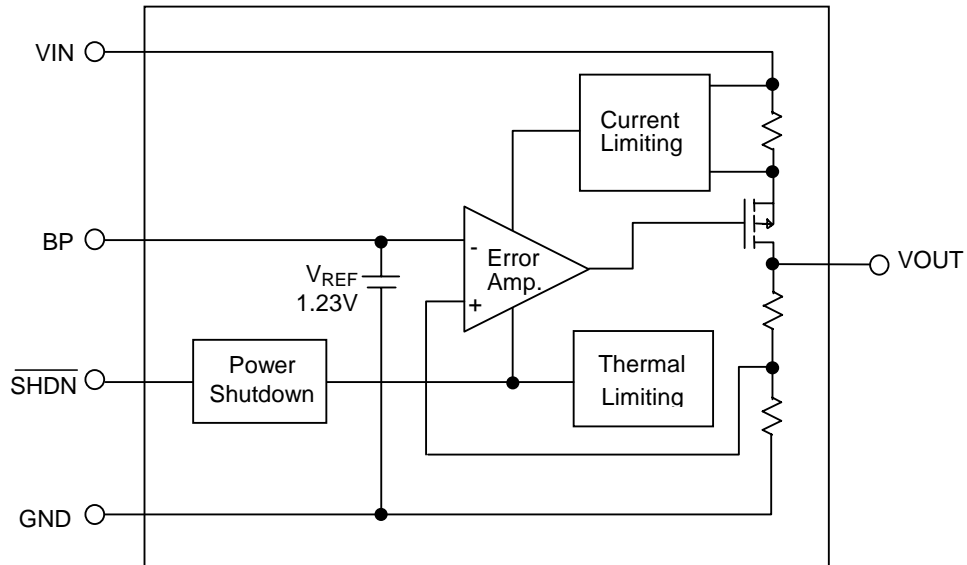 VIN
Current
Limiting
BP
-
Error
Amp.
+
VOUT
VREF
1.23V
SHDN
Power
Shutdown
Thermal
Limiting
GND